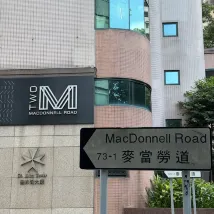 TWO
M
MACDONNELL ROAD
MacDonnell Road
73-1 麥當勞道